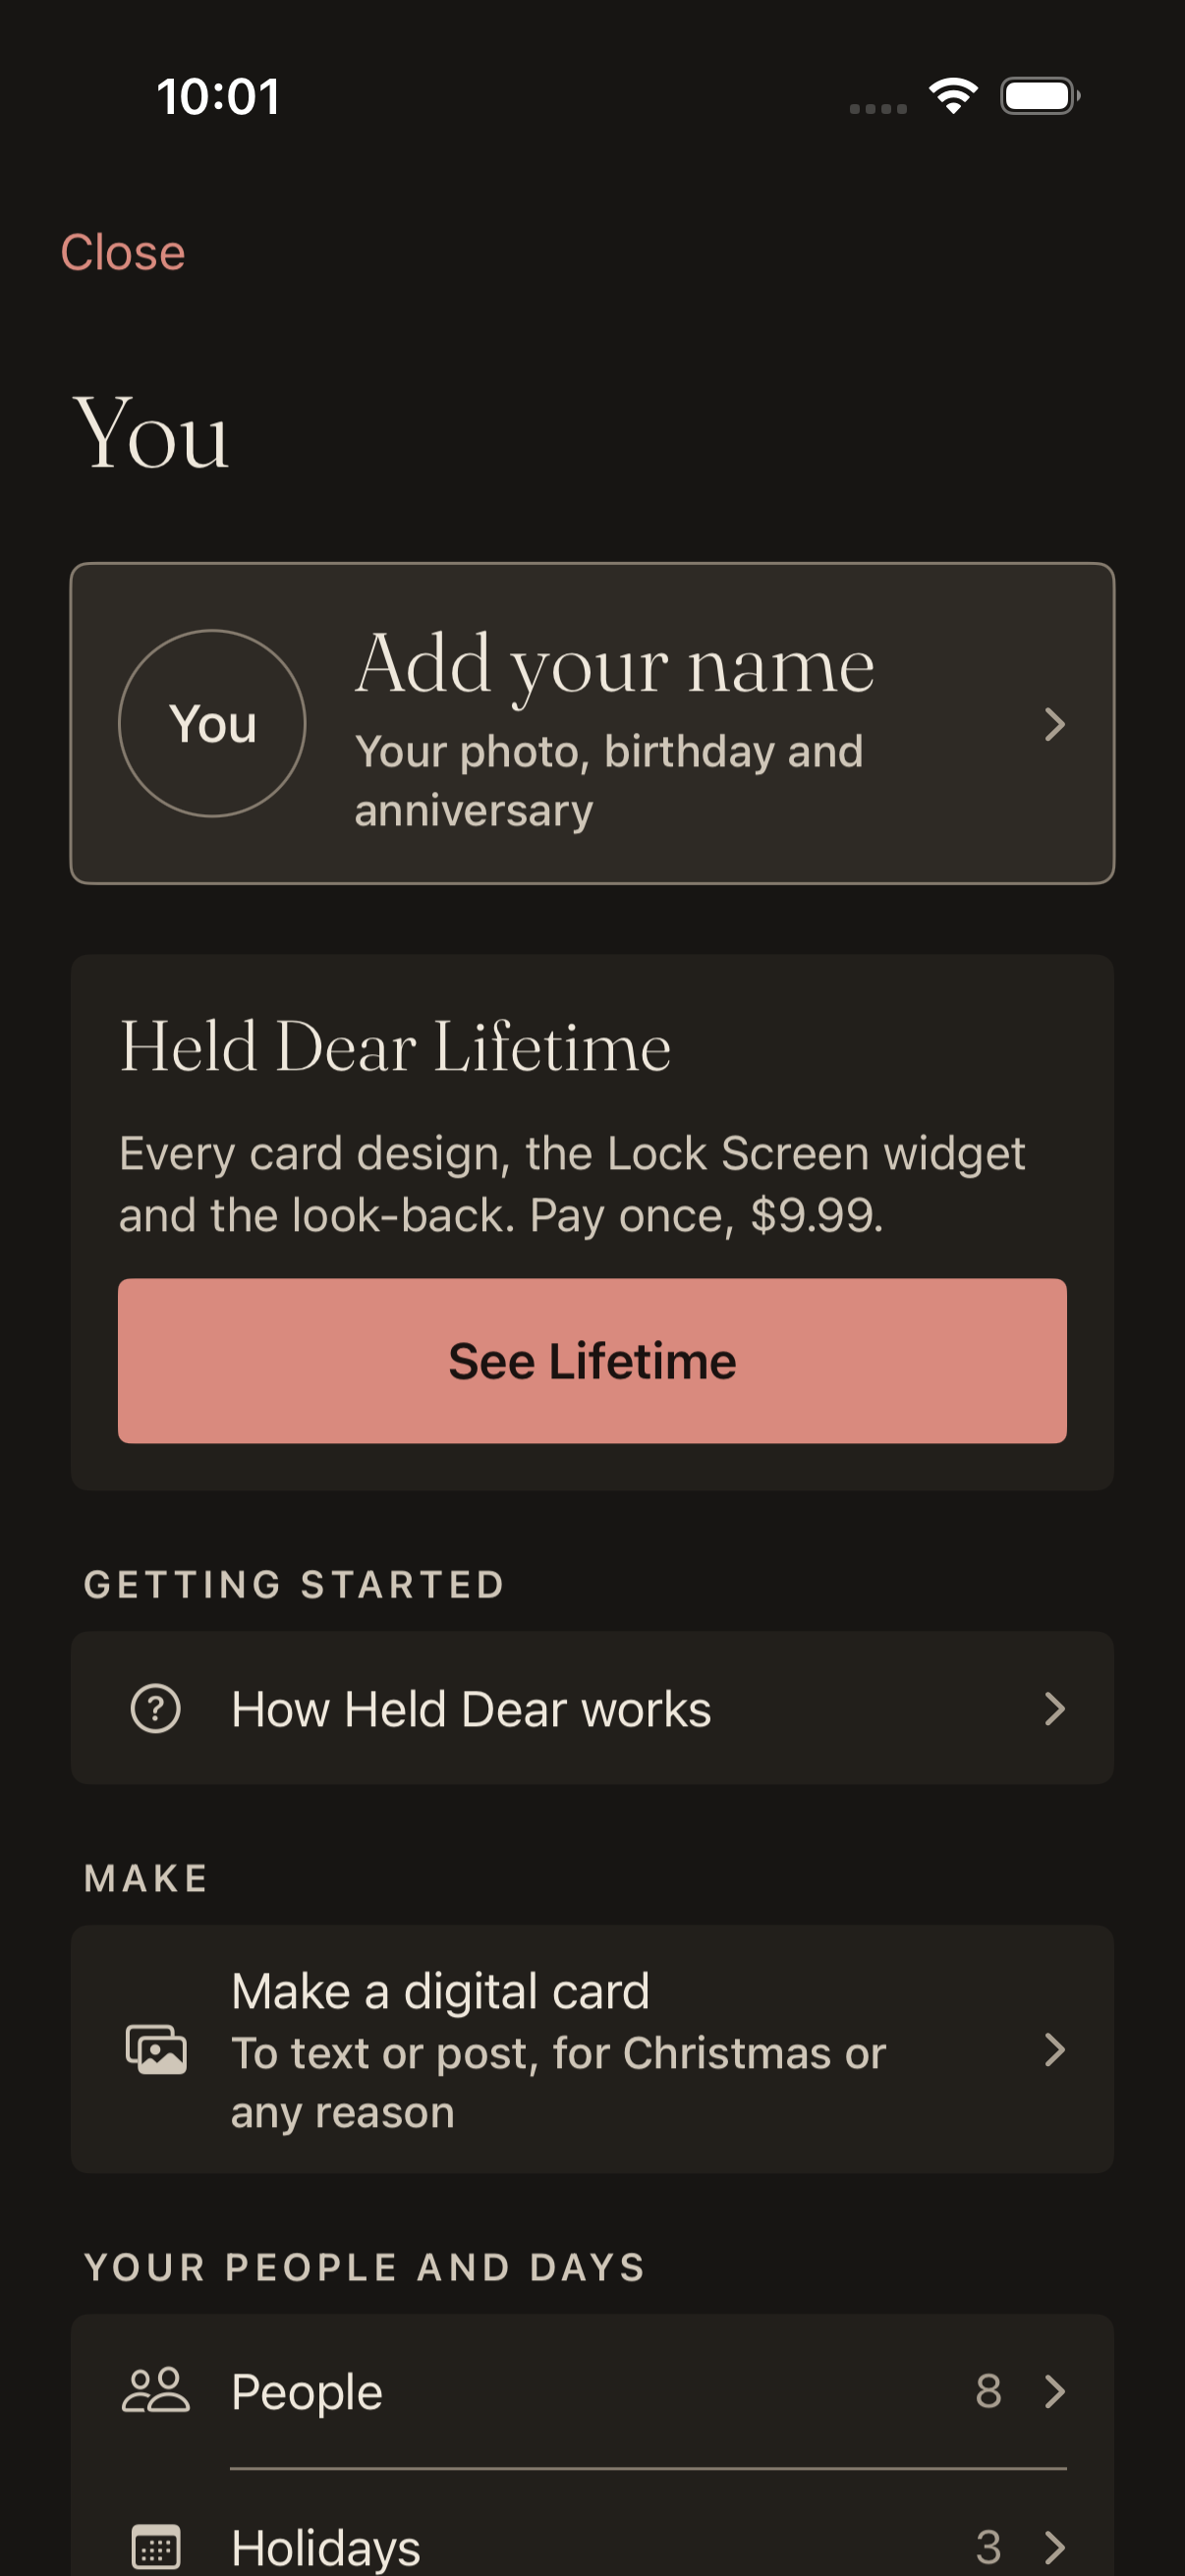 10:01
Close
You
You
Add your name
Your photo, birthday and
anniversary
Held Dear Lifetime
Every card design, the Lock Screen widget
and the look-back. Pay once, $9.99.
See Lifetime
GETTING STARTED
How Held Dear works
MAKE
Make a digital card
To text or post, for Christmas or
any reason
YOUR PEOPLE AND DAYS
People 8
Holidays 3